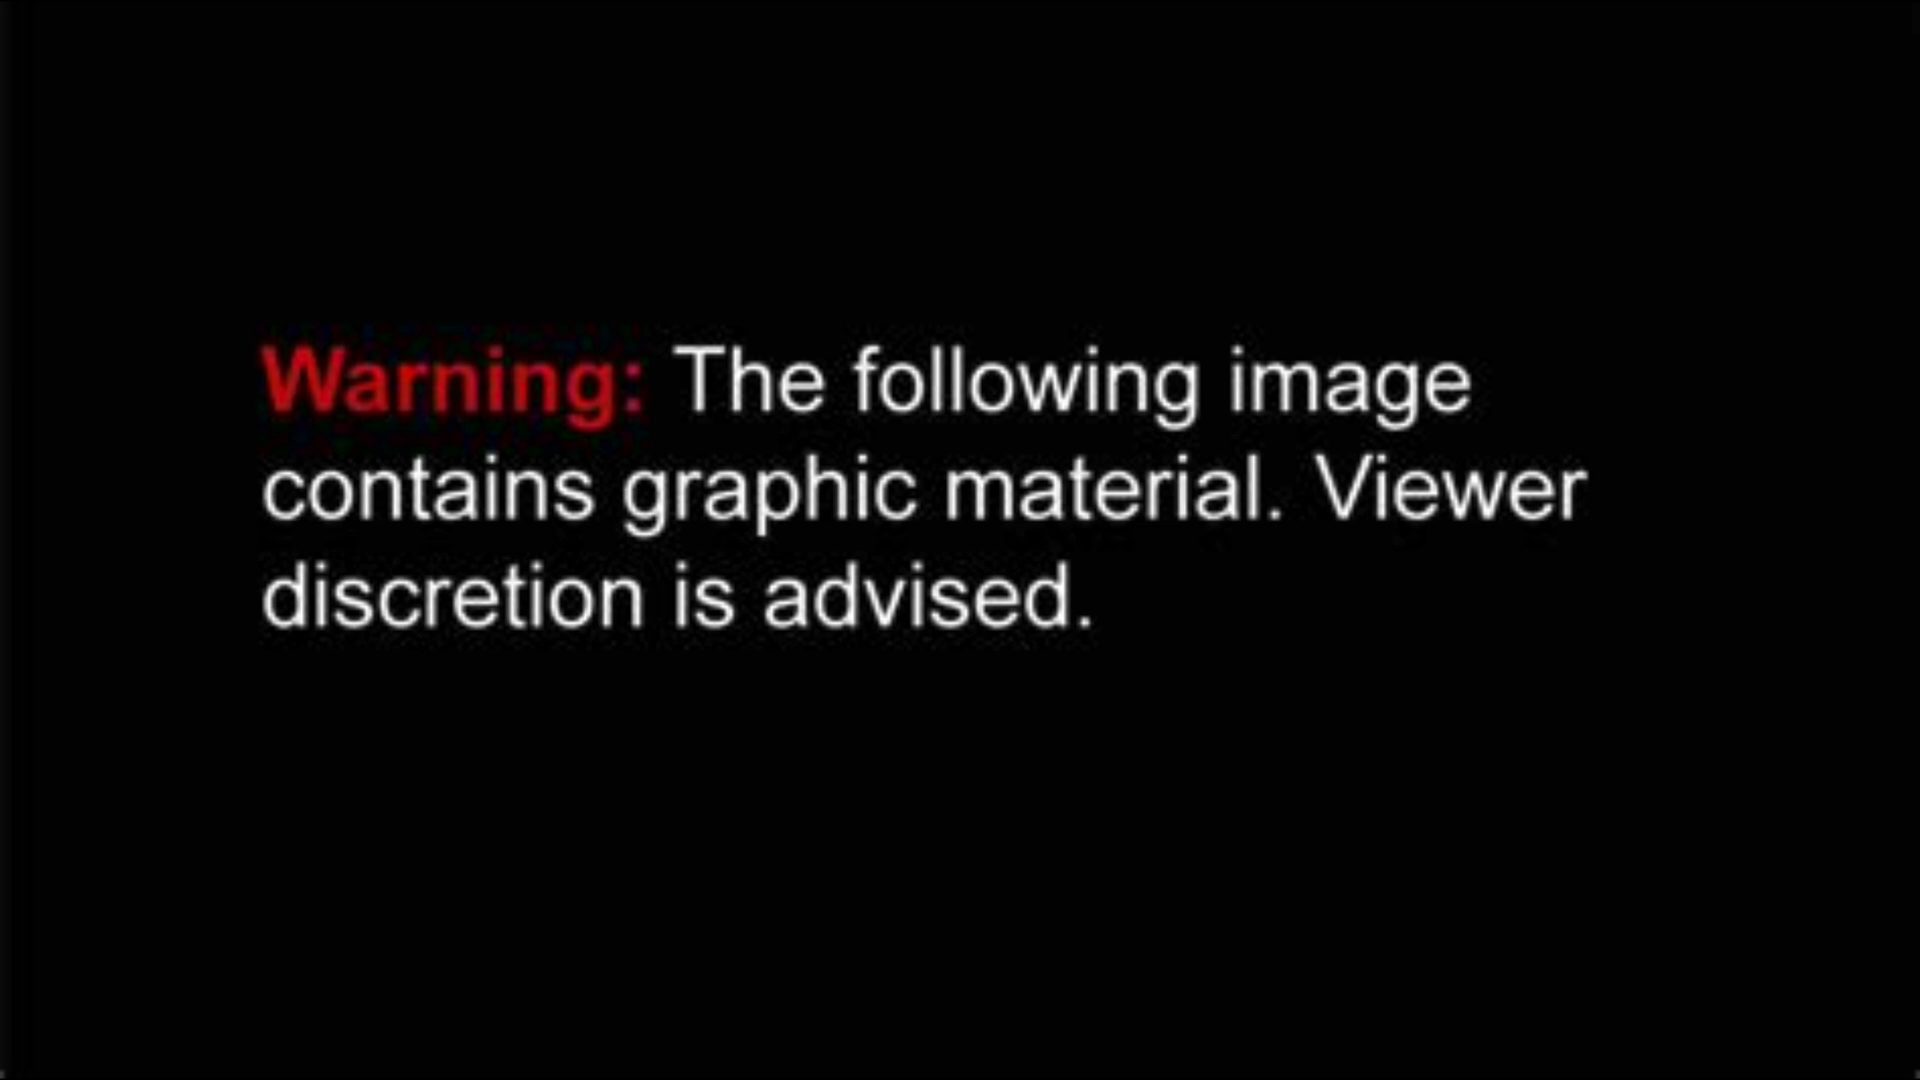 Warning: The following image
contains graphic material. Viewer
discretion is advised.